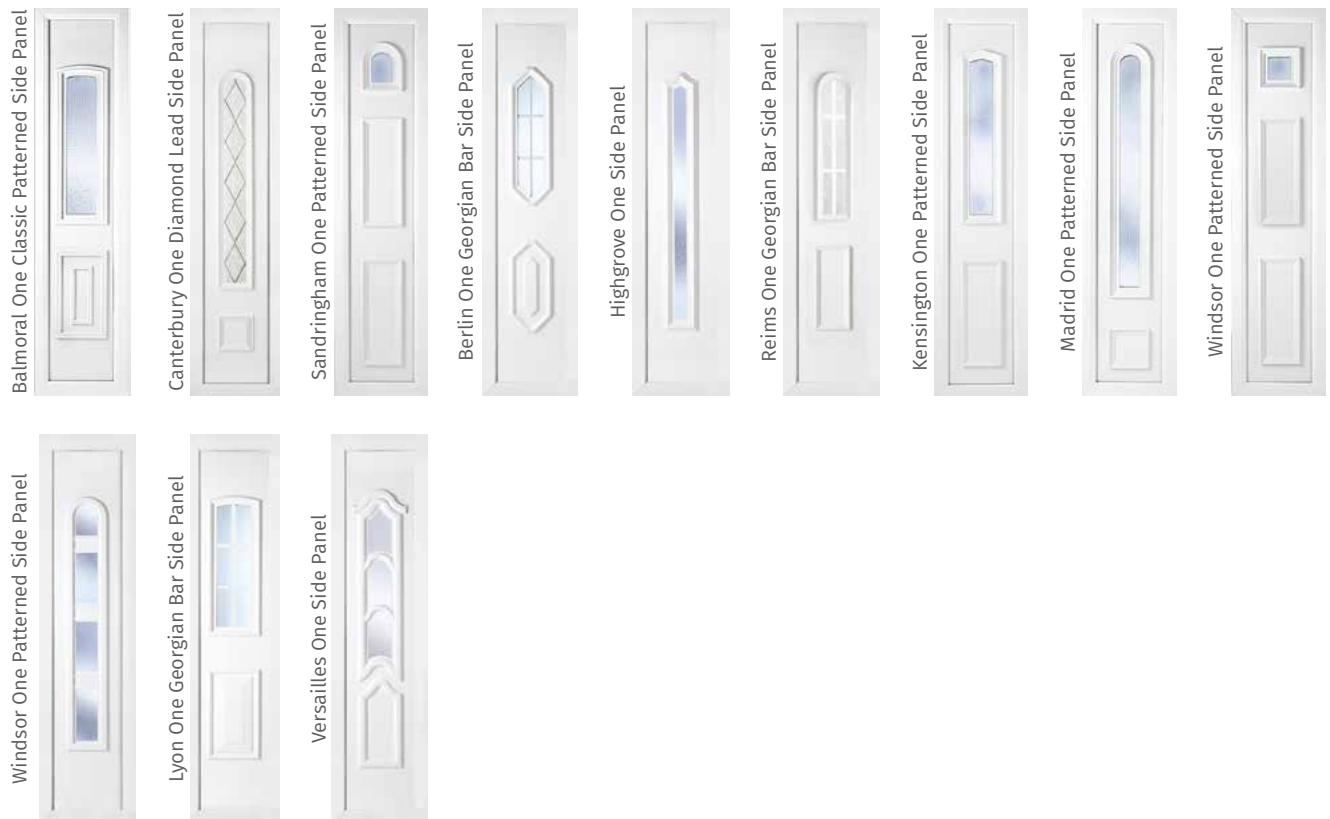 Balmoral One Classic Patterned Side Panel
Canterbury One Diamond Lead Side Panel
Sandringham One Patterned Side Panel
Berlin One Georgian Bar Side Panel
Highgrove One Side Panel
Reims One Georgian Bar Side Panel
Kensington One Patterned Side Panel
Madrid One Patterned Side Panel
Windsor One Patterned Side Panel
Windsor One Patterned Side Panel
Lyon One Georgian Bar Side Panel
Versailles One Side Panel